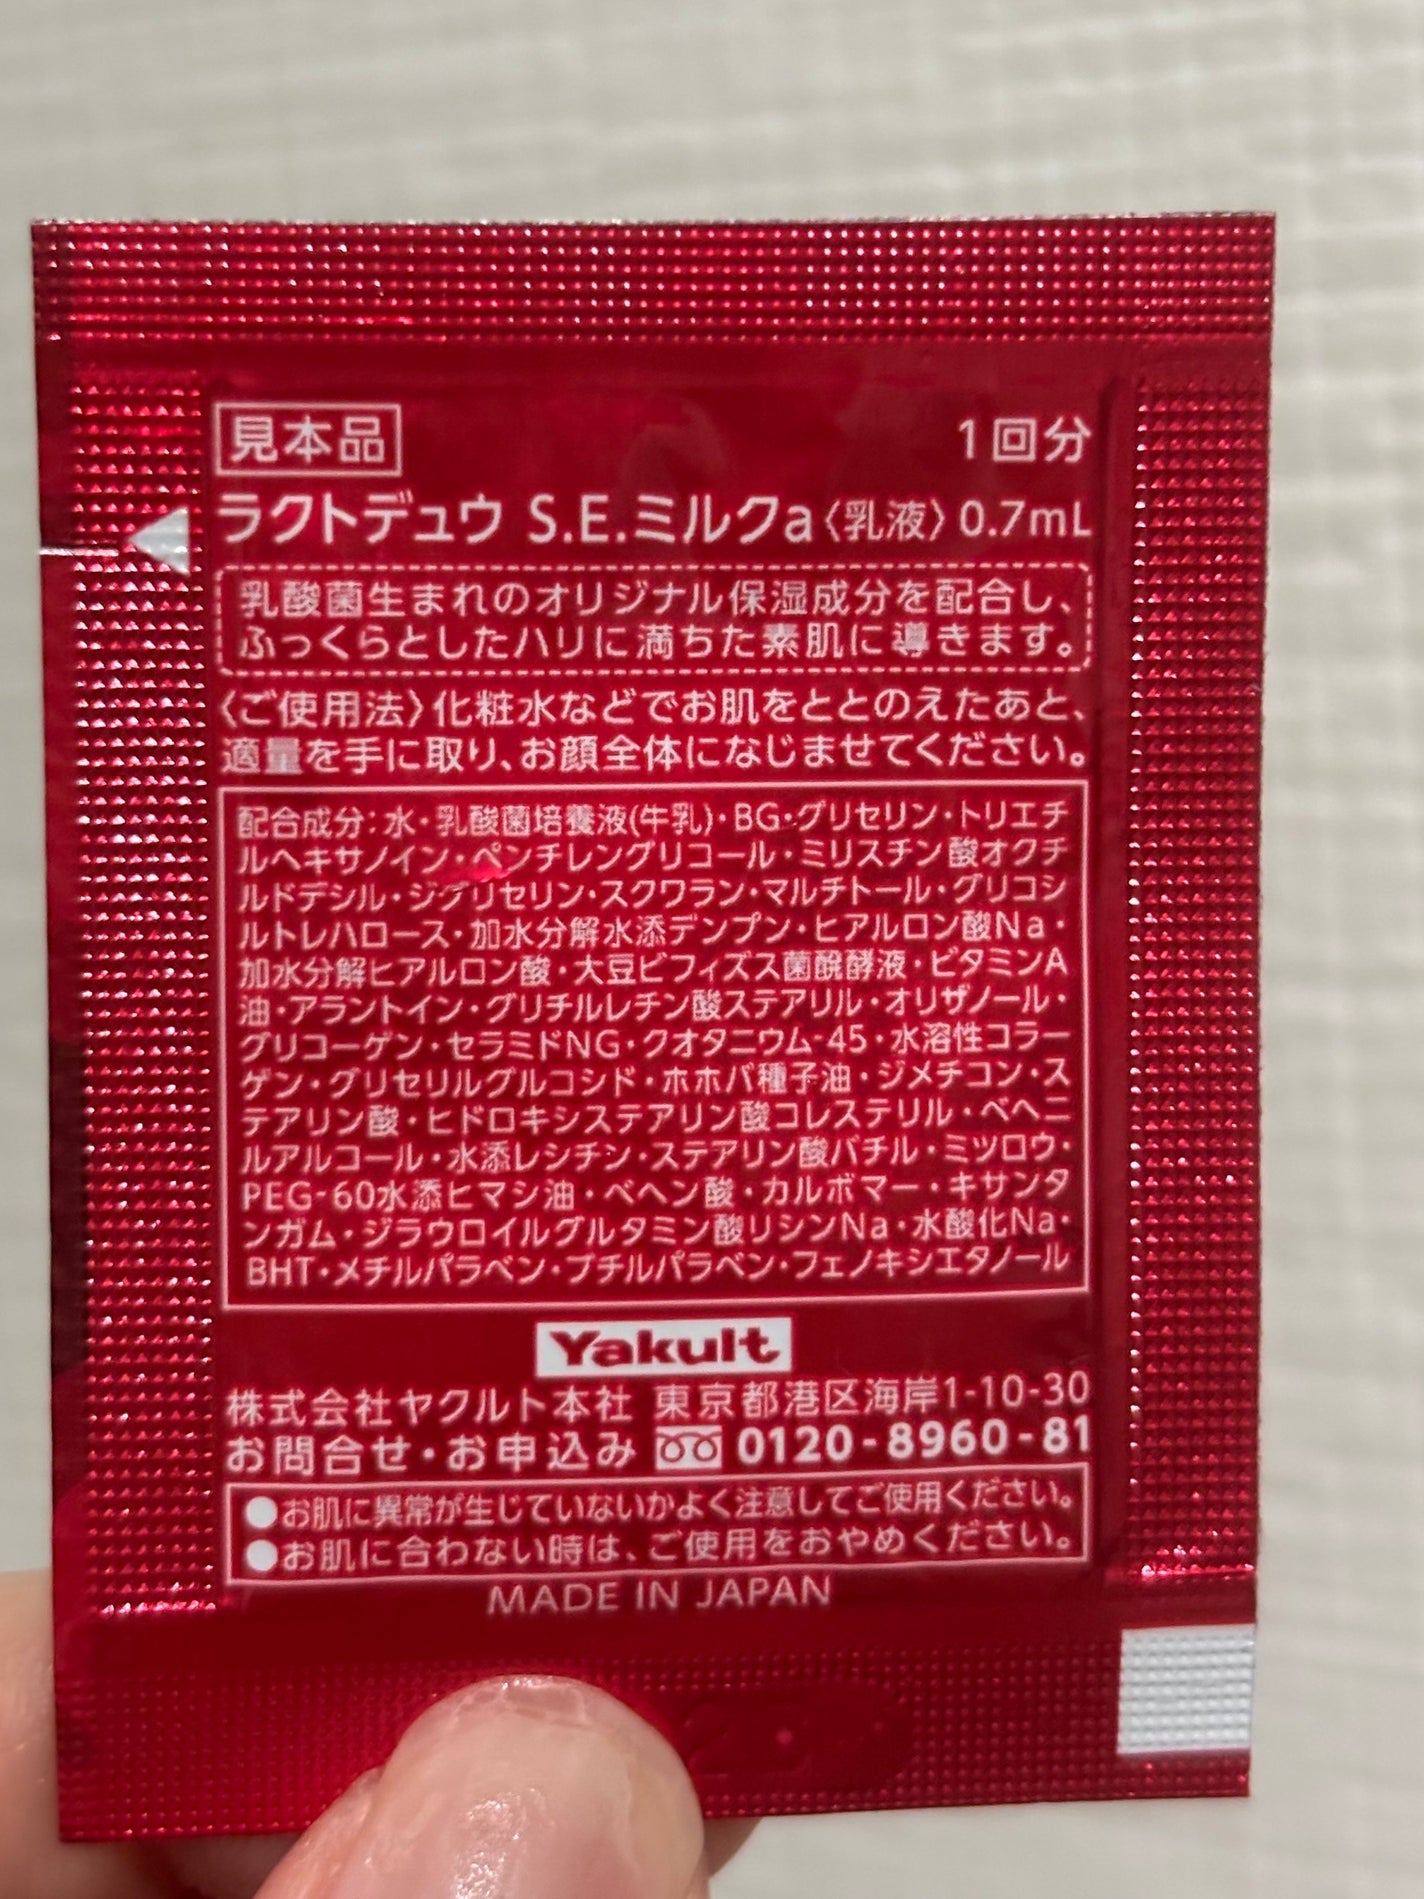 見本品 1回分
ラクトデュウ S.E.ミルクa〈乳液〉0.7mL
乳酸菌生まれのオリジナル保湿成分を配合し、
ふっくらとしたハリに満ちた素肌に導きます。
〈ご使用法〉化粧水などでお肌をととのえたあと、
適量を手に取り、お顔全体になじませてください。
配合成分：水・乳酸菌培養液(牛乳)・BG・グリセリン・トリエチ
ルヘキサノイン・ペンチレングリコール・ミリスチン酸オクチ
ルドデシル・ジグリセリン・スクワラン・マルチトール・グリコシ
ルトレハロース・加水分解水添デンプン・ヒアルロン酸Na・
加水分解ヒアルロン酸・大豆ビフィズス菌醗酵液・ビタミンA
油・アラントイン・グリチルレチン酸ステアリル・オリザノール・
グリコーゲン・セラミドNG・クオタニウム-45・水溶性コラー
ゲン・グリセリルグルコシド・ホホバ種子油・ジメチコン・ス
テアリン酸・ヒドロキシステアリン酸コレステリル・ベヘニ
ルアルコール・水添レシチン・ステアリン酸バチル・ミツロウ・
PEG-60水添ヒマシ油・ベヘン酸・カルボマー・キサンタ
ンガム・ジラウロイルグルタミン酸リシンNa・水酸化Na・
BHT・メチルパラベン・ブチルパラベン・フェノキシエタノール
Yakult
株式会社ヤクルト本社 東京都港区海岸1-10-30
お問合せ・お申込み 0120-8960-81
●お肌に異常が生じていないかよく注意してご使用ください。
●お肌に合わない時は、ご使用をおやめください。
MADE IN JAPAN